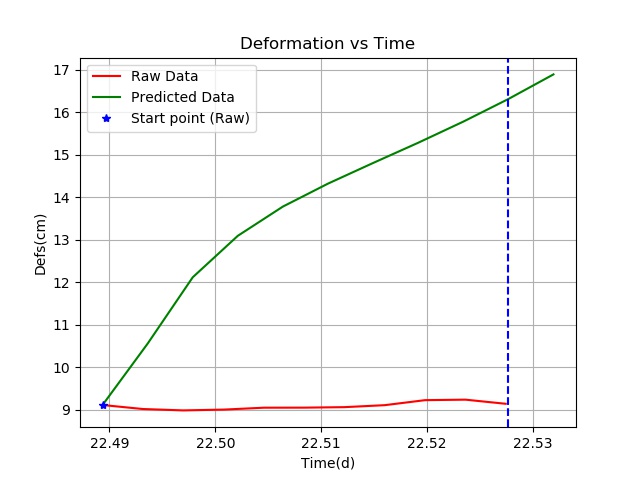 Deformation vs Time
Raw Data
Predicted Data
Start point (Raw)
17
16
15
14
13
12
11
10
9
Defs(cm)
22.49 22.50 22.51 22.52 22.53
Time(d)